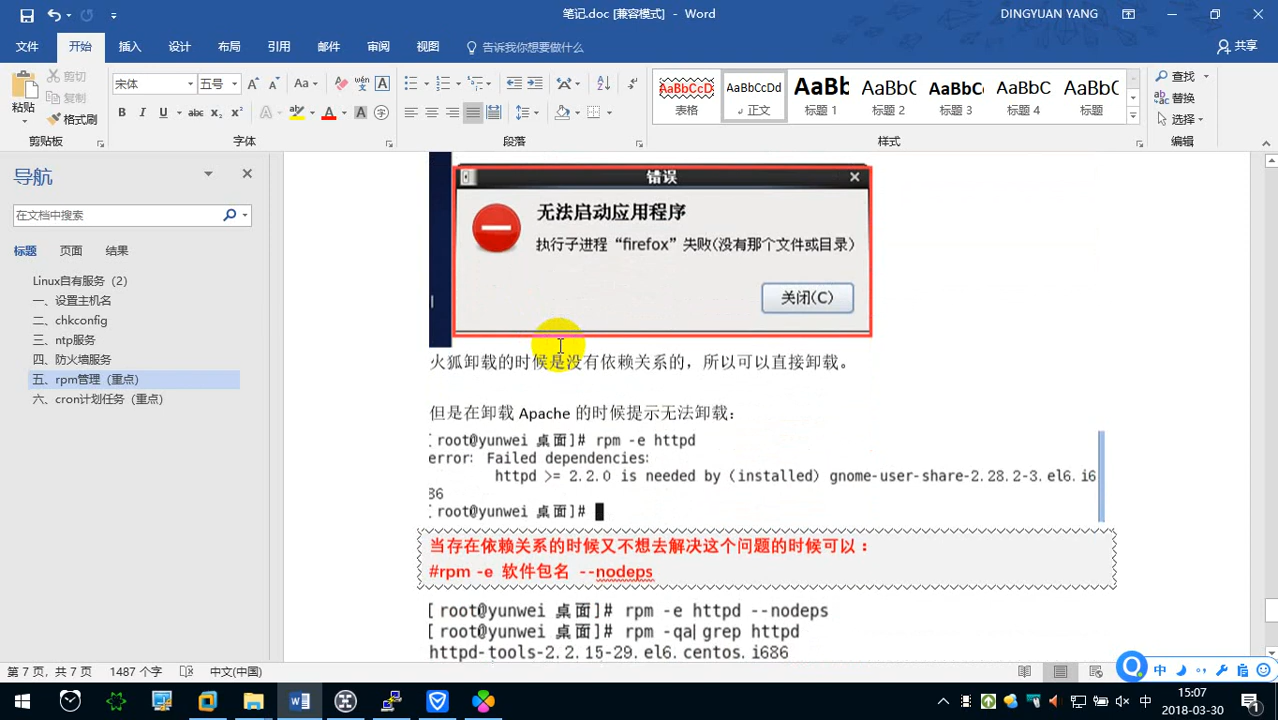 笔记.doc [兼容模式] - Word
DINGYUAN YANG
文件 开始 插入 设计 布局 引用 邮件 审阅 视图 告诉我你想要做什么 共享
粘贴
剪切
复制
格式刷
剪贴板
宋体 五号
字体
段落
AaBbCcD AaBbCcDd AaBb AaBbC AaBbC AaBbC AaBbC
表格 正文 标题 1 标题 2 标题 3 标题 4 标题
样式
查找
替换
选择
编辑
导航
在文档中搜索
标题 页面 结果
Linux自有服务（2）
一、设置主机名
二、chkconfig
三、ntp服务
四、防火墙服务
五、rpm管理（重点）
六、cron计划任务（重点）
错误
无法启动应用程序
执行子进程“firefox”失败(没有那个文件或目录)
关闭(C)
火狐卸载的时候是没有依赖关系的，所以可以直接卸载。
但是在卸载 Apache 的时候提示无法卸载：
[root@yunwei 桌面]# rpm -e httpd
error: Failed dependencies:
httpd >= 2.2.0 is needed by (installed) gnome-user-share-2.28.2-3.el6.i6
86
[root@yunwei 桌面]#
当存在依赖关系的时候又不想去解决这个问题的时候可以：
#rpm -e 软件包名 --nodeps
[root@yunwei 桌面]# rpm -e httpd --nodeps
[root@yunwei 桌面]# rpm -qa| grep httpd
httpd-tools-2.2.15-29.el6.centos.i686
第 7 页，共 7 页 1487 个字 中文(中国)
中
中
15:07
2018-03-30